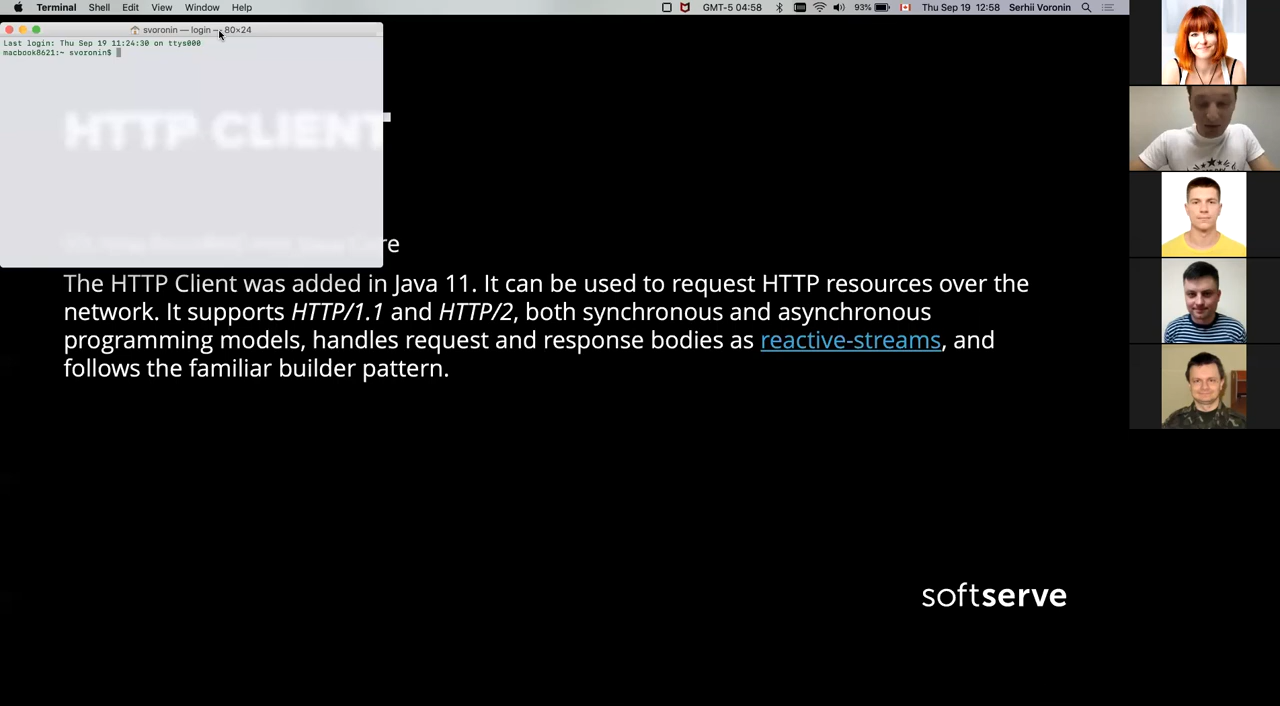 Terminal Shell Edit View Window Help GMT-5 04:58 93% Thu Sep 19 12:58 Serhii Voronin
svoronin — login — 80×24
Last login: Thu Sep 19 11:24:30 on ttys000
macbook8621:~ svoronin$
HTTP CLIENT
The HTTP Client was added in Java 11. It can be used to request HTTP resources over the
network. It supports HTTP/1.1 and HTTP/2, both synchronous and asynchronous
programming models, handles request and response bodies as reactive-streams, and
follows the familiar builder pattern.
softserve